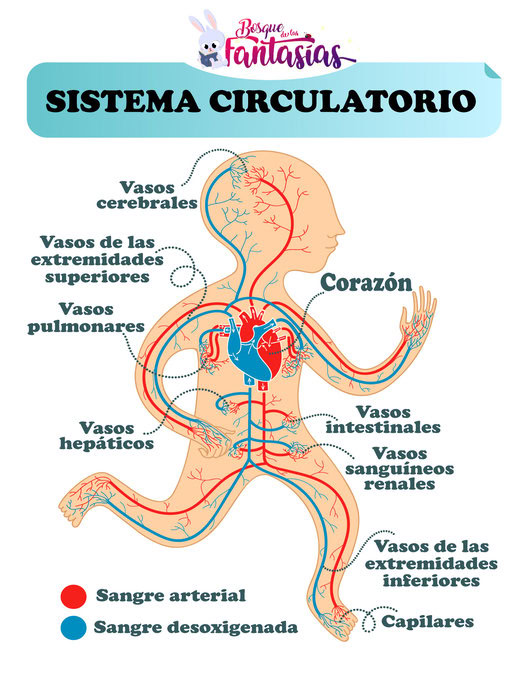 Bosque
de las
Fantasías
SISTEMA CIRCULATORIO
Vasos
cerebrales
Vasos de las
extremidades
superiores
Corazón
Vasos
pulmonares
Vasos
hepáticos
Vasos
intestinales
Vasos
sanguíneos
renales
Vasos de las
extremidades
inferiores
Capilares
Sangre arterial
Sangre desoxigenada